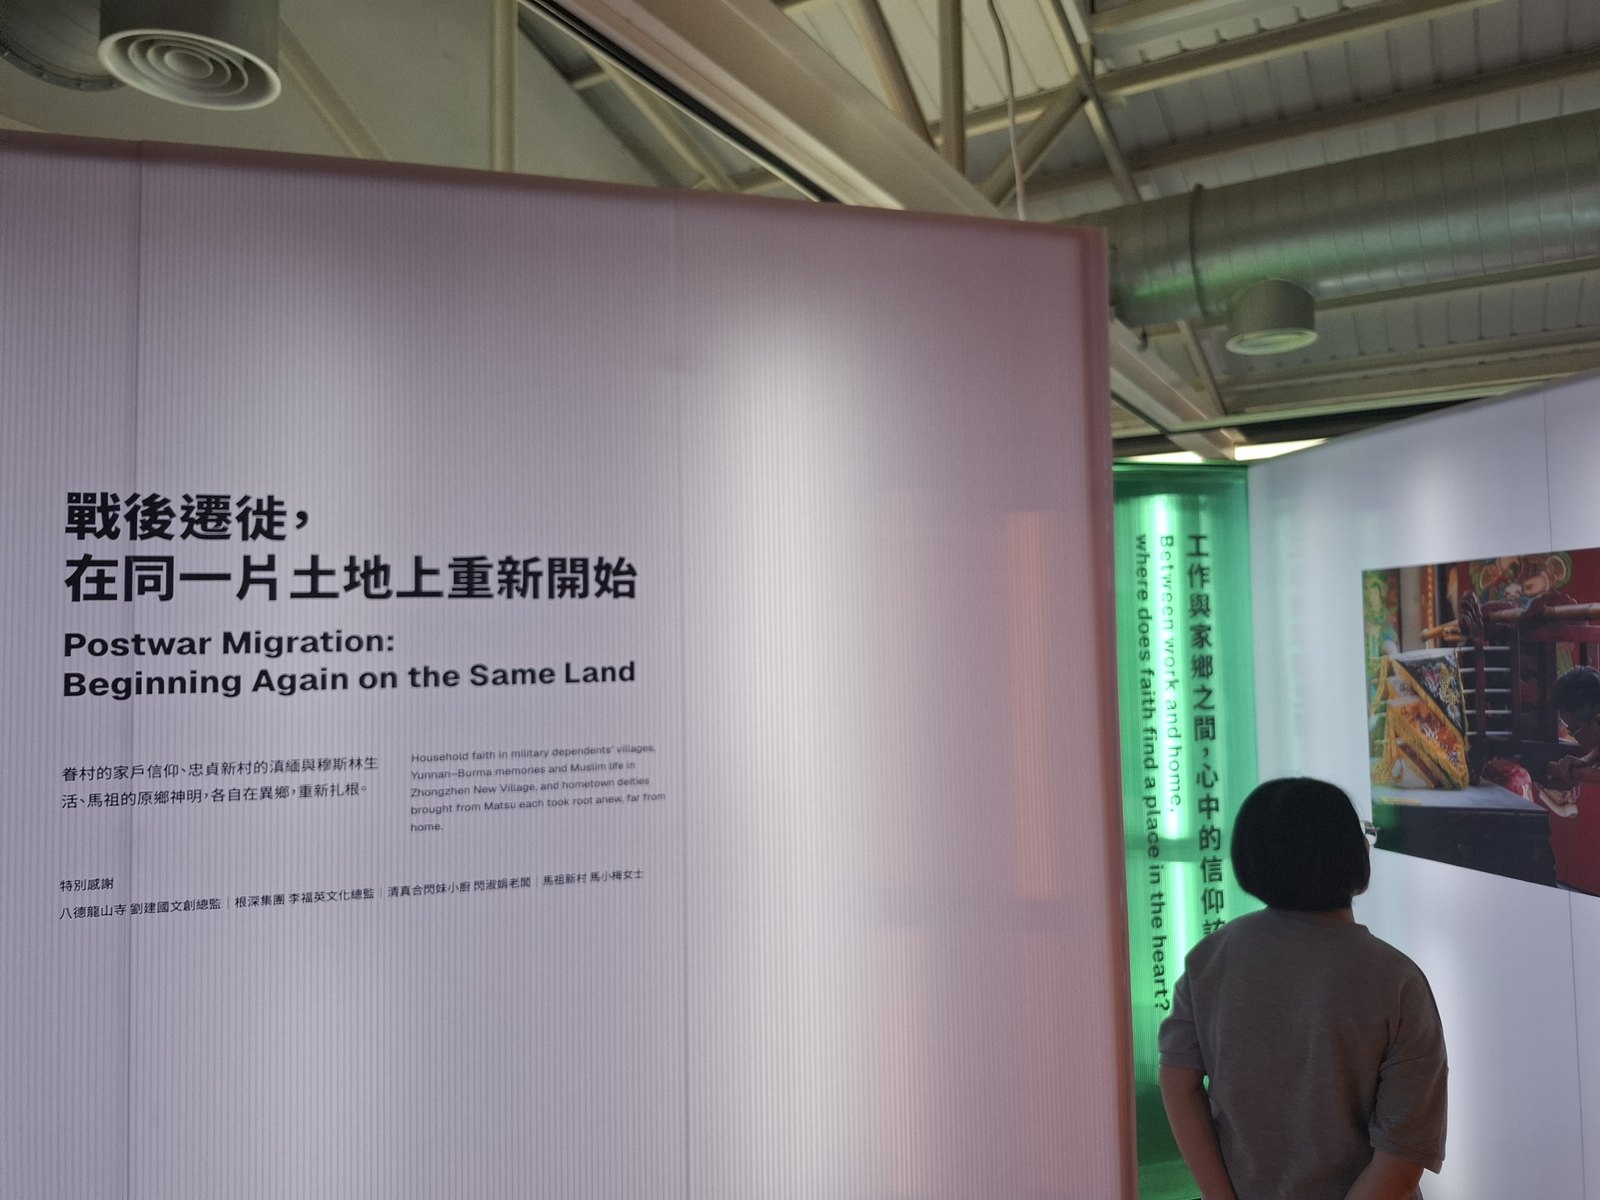 戰後遷徙，
在同一片土地上重新開始
Postwar Migration:
Beginning Again on the Same Land
眷村的家戶信仰、忠貞新村的滇緬與穆斯林生
活、馬祖的原鄉神明，各自在異鄉，重新扎根。
Household faith in military dependents' villages,
Yunnan–Burma memories and Muslim life in
Zhongzhen New Village, and hometown deities
brought from Matsu each took root anew, far from
home.
特別感謝
八德龍山寺 劉建國文創總監｜根深集團 李福英文化總監｜清真合閃妹小廚 閃淑娟老闆｜馬祖新村 馬小梅女士
工作與家鄉之間，心中的信仰
Between work and home,
where does faith find a place in the heart?